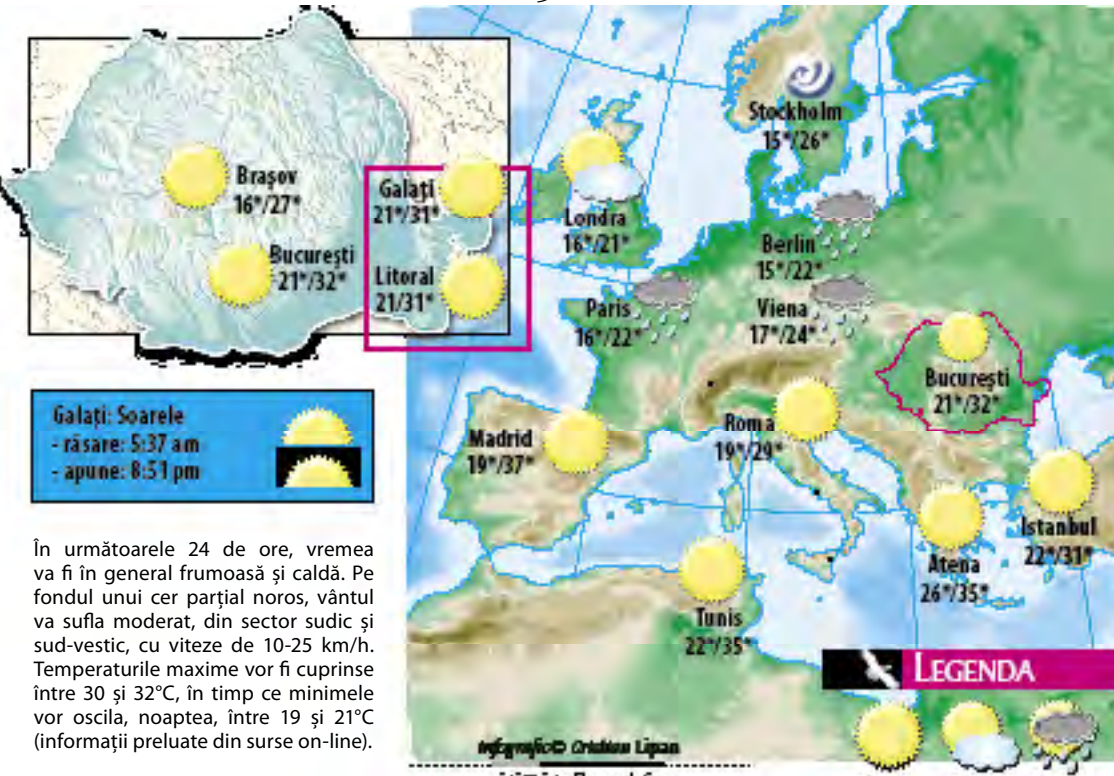 Brașov
16°/27°
București
21°/32°
Galați
21°/31°
Litoral
21/31°
Galați: Soarele
- răsare: 5:37 am
- apune: 8:51 pm
În următoarele 24 de ore, vremea
va fi în general frumoasă și caldă. Pe
fondul unui cer parțial noros, vântul
va sufla moderat, din sector sudic și
sud-vestic, cu viteze de 10-25 km/h.
Temperaturile maxime vor fi cuprinse
între 30 și 32°C, în timp ce minimele
vor oscila, noaptea, între 19 și 21°C
(informații preluate din surse on-line).
Stockholm
15°/26°
Londra
16°/21°
Berlin
15°/22°
Paris
16°/22°
Viena
17°/24°
București
21°/32°
Madrid
19°/37°
Roma
19°/29°
Istanbul
22°/31°
Atena
26°/35°
Tunis
22°/35°
LEGENDA
infografic© Cristian Lipan